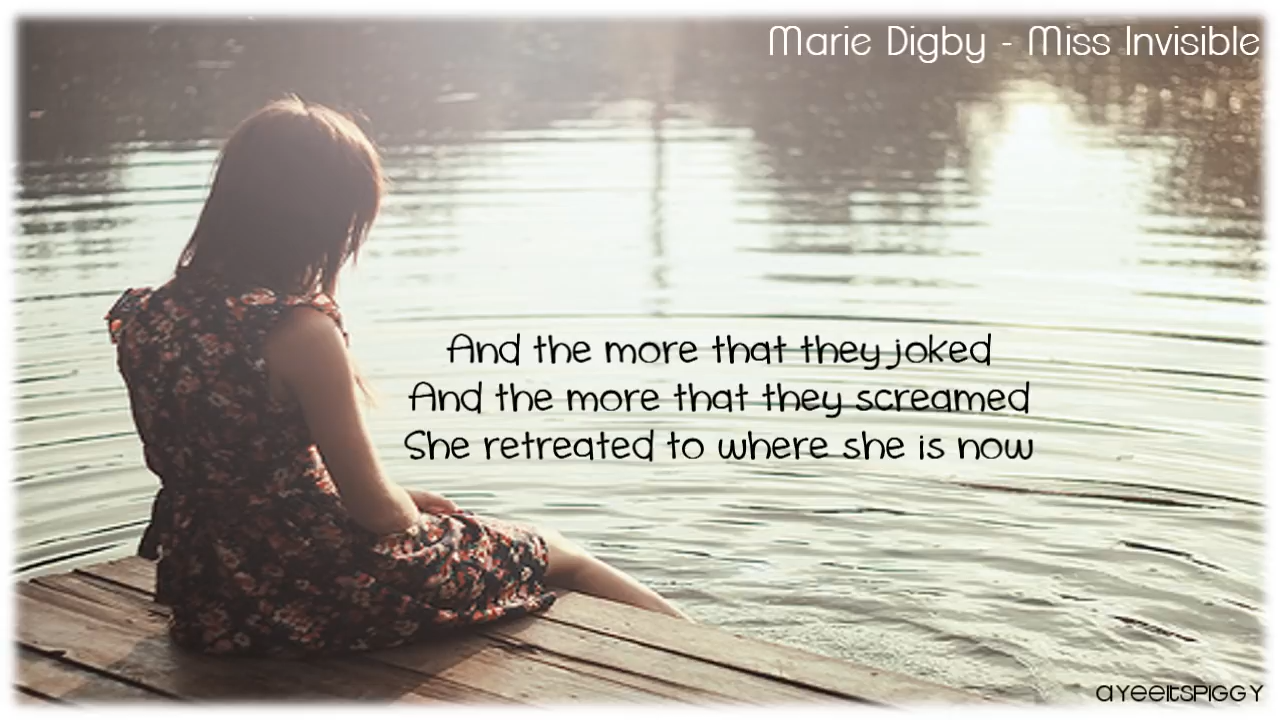 Marie Digby - Miss Invisible
And the more that they joked
And the more that they screamed
She retreated to where she is now
AYEEITSPIGGY